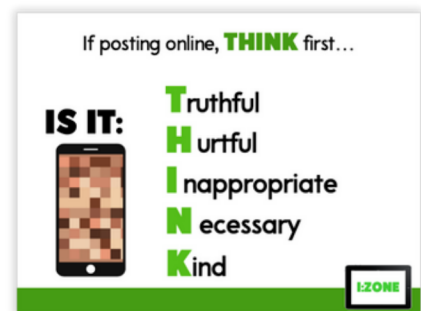 If posting online, THINK first...
IS IT:
Truthful
Hurtful
Inappropriate
Necessary
Kind
I:ZONE